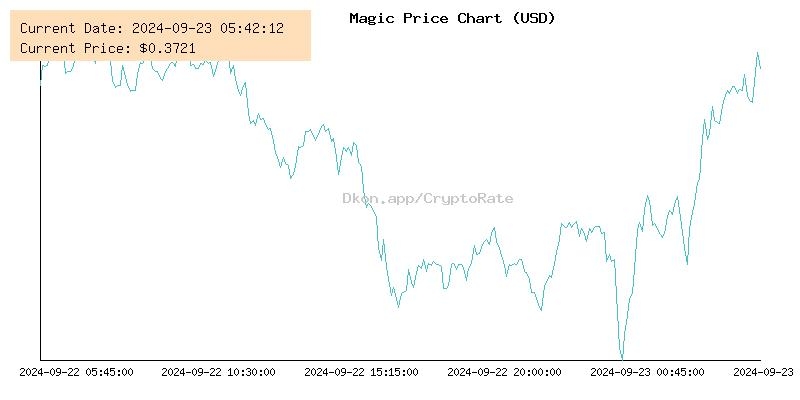 Magic Price Chart (USD)
Current Date: 2024-09-23 05:42:12
Current Price: $0.3721
Dkon.app/CryptoRate
2024-09-22 05:45:00 2024-09-22 10:30:00 2024-09-22 15:15:00 2024-09-22 20:00:00 2024-09-23 00:45:00 2024-09-23